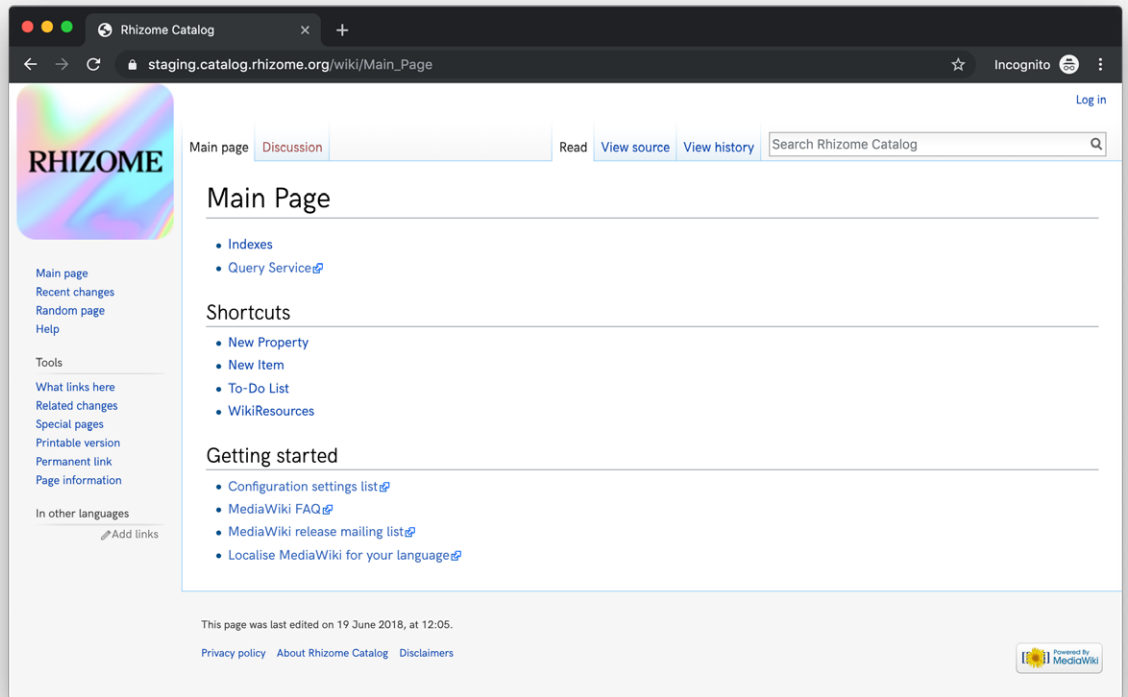 Rhizome Catalog
staging.catalog.rhizome.org/wiki/Main_Page
Incognito
RHIZOME
Log in
Main page Discussion Read View source View history Search Rhizome Catalog
Main Page
Indexes
Query Service
Shortcuts
New Property
New Item
To-Do List
WikiResources
Getting started
Configuration settings list
MediaWiki FAQ
MediaWiki release mailing list
Localise MediaWiki for your language
Main page
Recent changes
Random page
Help
Tools
What links here
Related changes
Special pages
Printable version
Permanent link
Page information
In other languages
Add links
This page was last edited on 19 June 2018, at 12:05.
Privacy policy About Rhizome Catalog Disclaimers
Powered By
MediaWiki